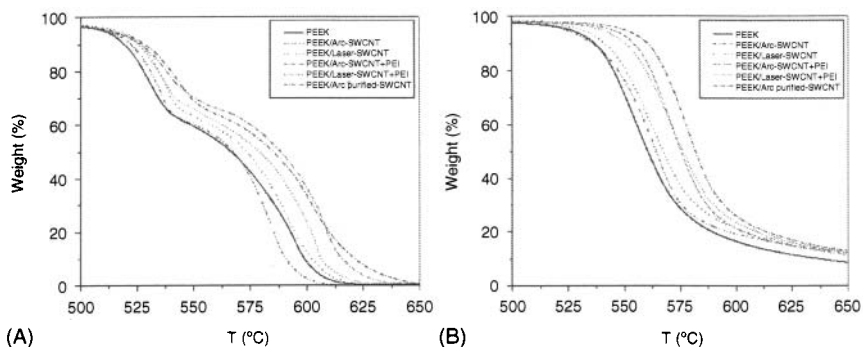 100
80
60
40
20
0
Weight (%)
500
525
550
575
600
625
650
T (°C)
(A)
PEEK
PEEK/Arc-SWCNT
PEEK/Laser-SWCNT
PEEK/Arc-SWCNT+PEI
PEEK/Laser-SWCNT+PEI
PEEK/Arc purified-SWCNT
100
80
60
40
20
0
Weight (%)
500
525
550
575
600
625
650
T (°C)
(B)
PEEK
PEEK/Arc-SWCNT
PEEK/Laser-SWCNT
PEEK/Arc-SWCNT+PEI
PEEK/Laser-SWCNT+PEI
PEEK/Arc purified-SWCNT